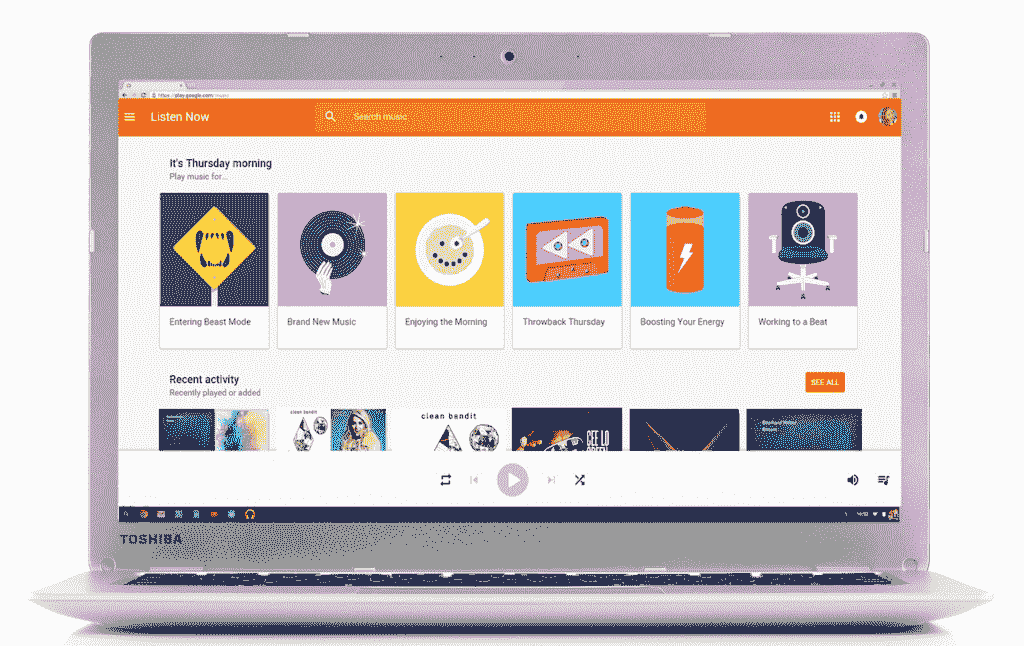 https://play.google.com/music
Listen Now
Search music
It's Thursday morning
Play music for...
Entering Beast Mode
Brand New Music
Enjoying the Morning
Throwback Thursday
Boosting Your Energy
Working to a Beat
Recent activity
Recently played or added
SEE ALL
clean bandit
clean bandit
CEE LO
GREEN
TOSHIBA